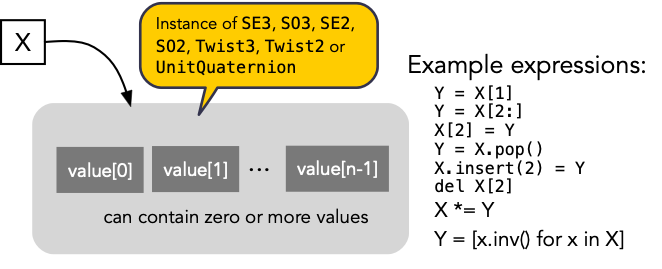 X
Instance of SE3, SO3, SE2,
SO2, Twist3, Twist2 or
UnitQuaternion
value[0]
value[1]
...
value[n-1]
can contain zero or more values
Example expressions:
Y = X[1]
Y = X[2:]
X[2] = Y
Y = X.pop()
X.insert(2) = Y
del X[2]
X *= Y
Y = [x.inv() for x in X]